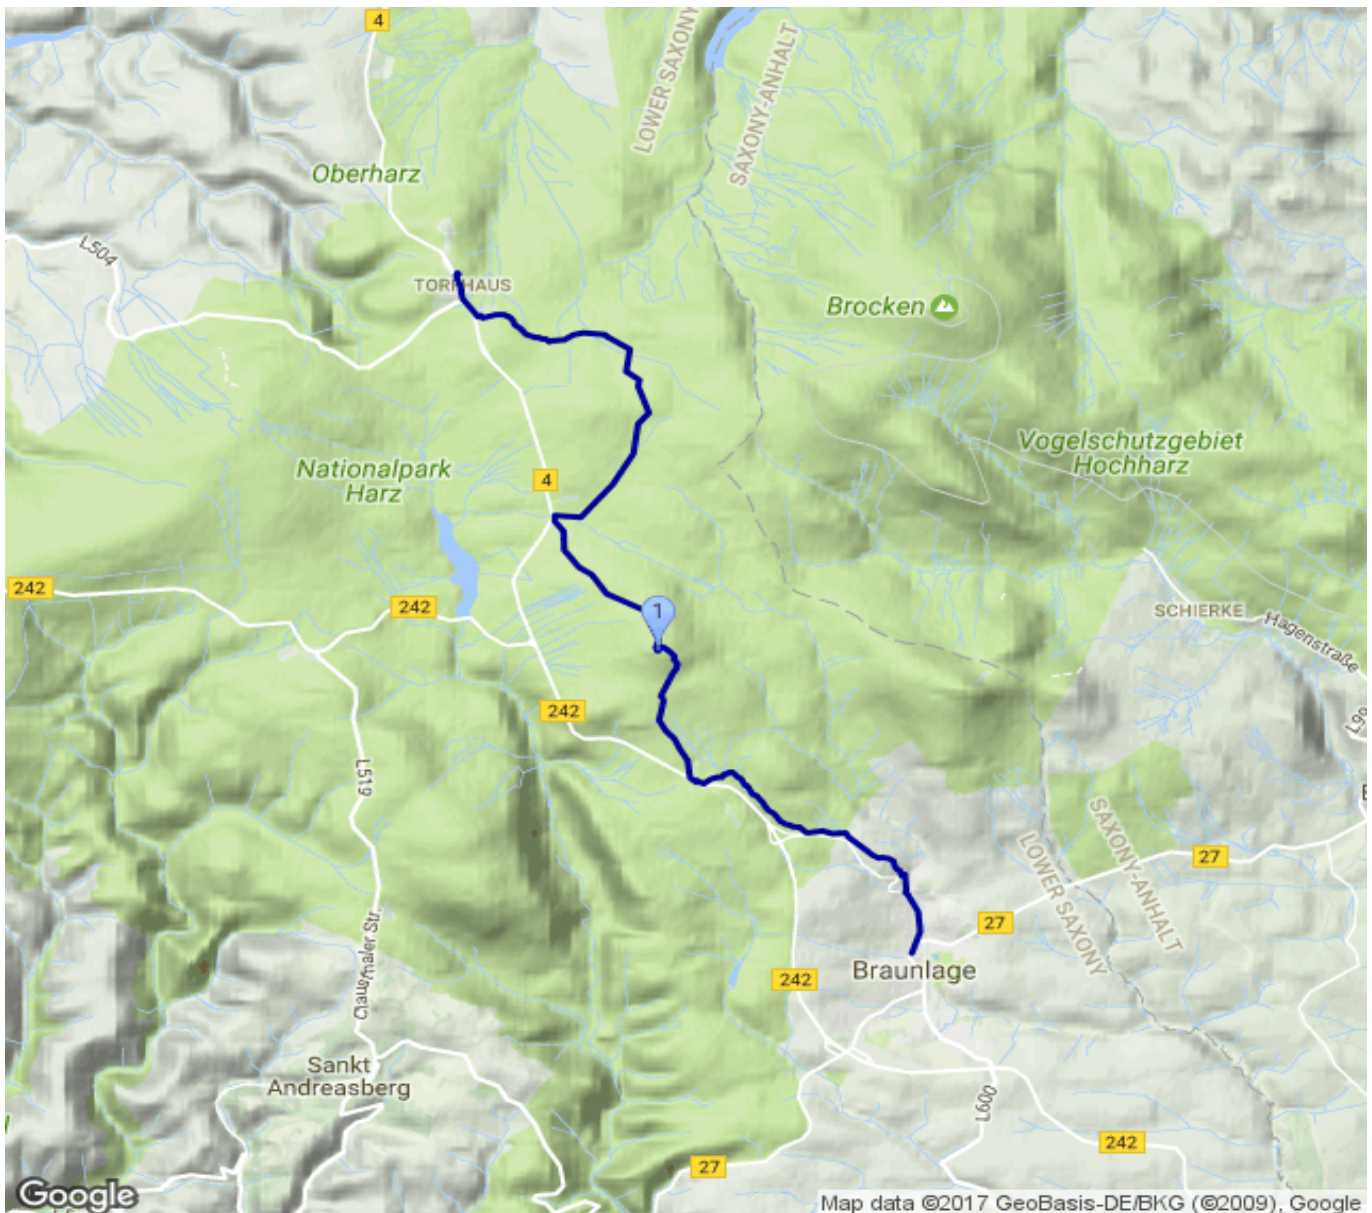 4
LOWER SAXONY
SAXONY-ANHALT
Oberharz
L504
TORFHAUS
Brocken
Vogelschutzgebiet
Hochharz
Nationalpark
Harz
4
242
242
1
SCHIERKE
Hagenstraße
242
L519
27
SAXONY-ANHALT
LOWER SAXONY
27
Clausthaler Str.
Braunlage
242
Sankt
Andreasberg
L600
242
27
Google
Map data ©2017 GeoBasis-DE/BKG (©2009), Google